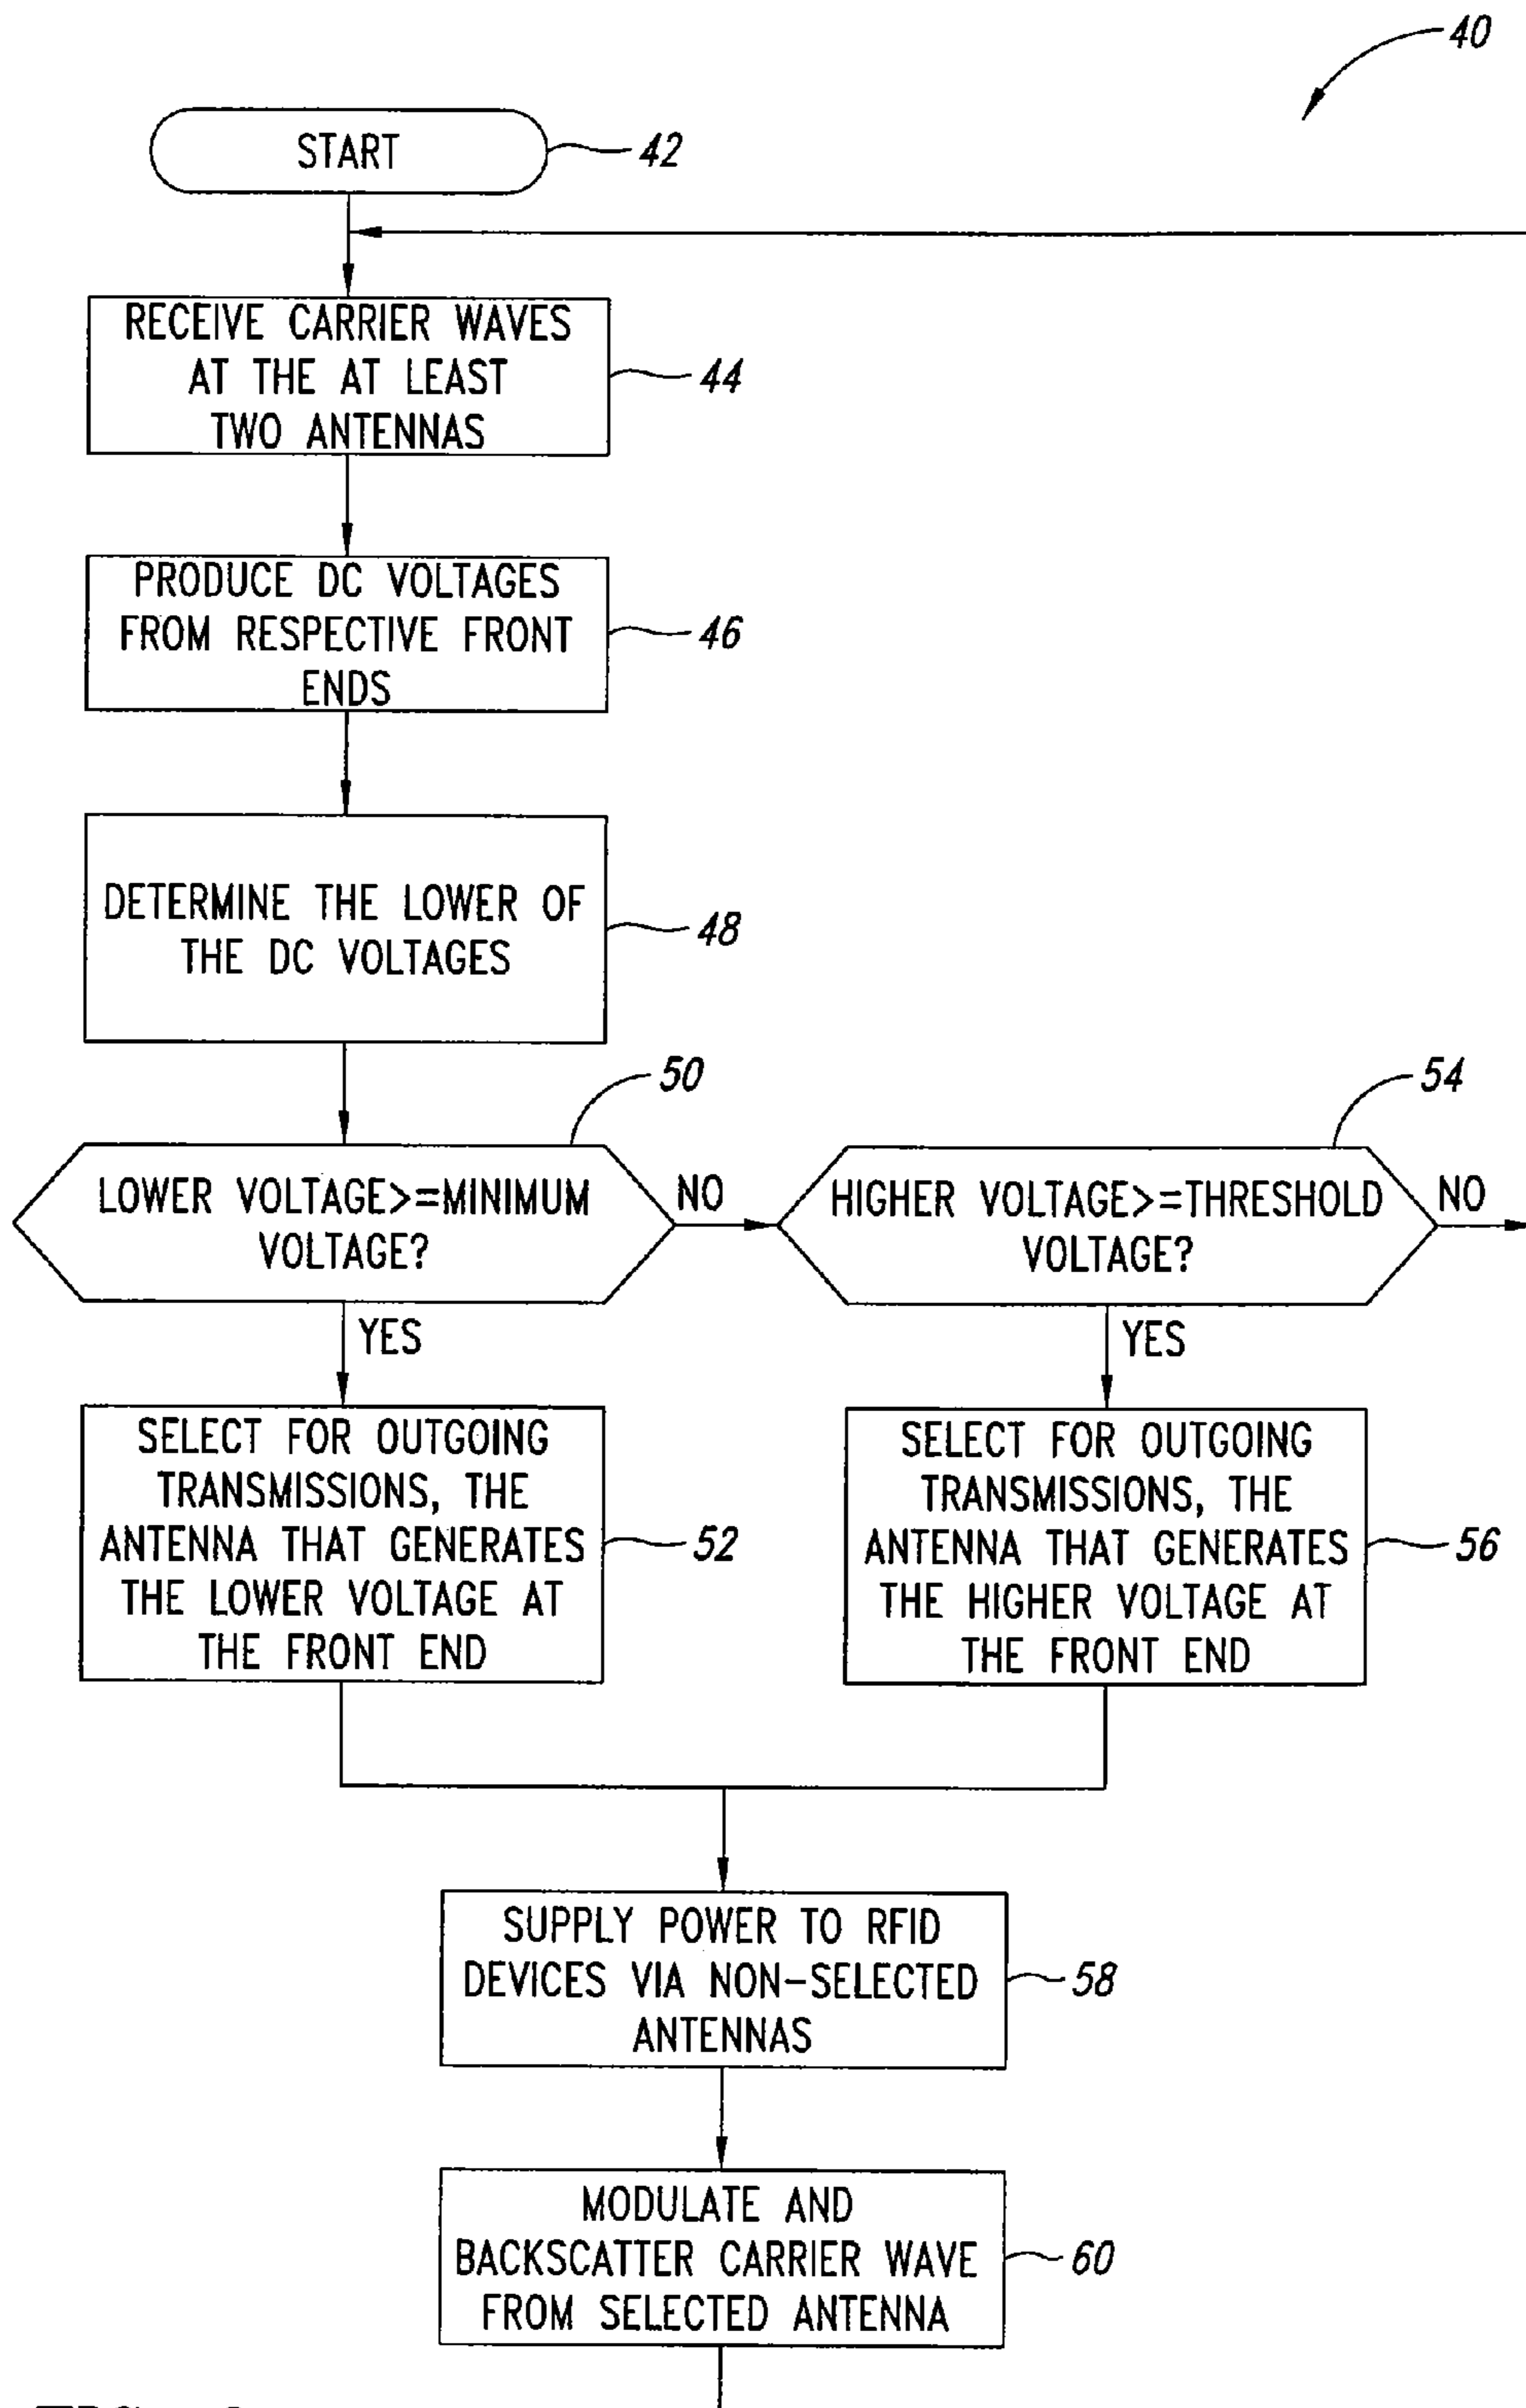 40
START
42
RECEIVE CARRIER WAVES
AT THE AT LEAST
TWO ANTENNAS
44
PRODUCE DC VOLTAGES
FROM RESPECTIVE FRONT
ENDS
46
DETERMINE THE LOWER OF
THE DC VOLTAGES
48
50
LOWER VOLTAGE>=MINIMUM
VOLTAGE?
NO
YES
54
HIGHER VOLTAGE>=THRESHOLD
VOLTAGE?
NO
YES
SELECT FOR OUTGOING
TRANSMISSIONS, THE
ANTENNA THAT GENERATES
THE LOWER VOLTAGE AT
THE FRONT END
52
SELECT FOR OUTGOING
TRANSMISSIONS, THE
ANTENNA THAT GENERATES
THE HIGHER VOLTAGE AT
THE FRONT END
56
SUPPLY POWER TO RFID
DEVICES VIA NON-SELECTED
ANTENNAS
58
MODULATE AND
BACKSCATTER CARRIER WAVE
FROM SELECTED ANTENNA
60